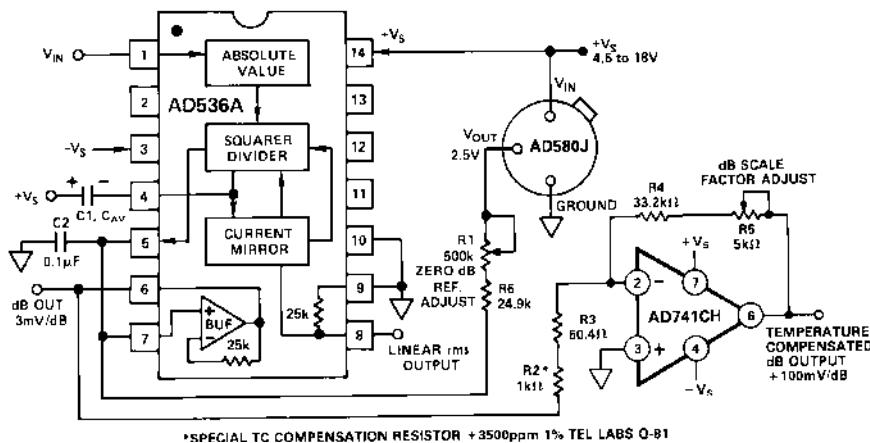 V_IN
1
ABSOLUTE VALUE
14
+V_S
+V_S
4.5 to 18V
2
AD536A
13
V_IN
3
-V_S
SQUARER DIVIDER
12
V_OUT
2.5V
AD580J
+V_S
+
-
C1, C_AV
4
11
GROUND
dB SCALE FACTOR ADJUST
R4
33.2kΩ
R5
5kΩ
C2
0.1μF
5
CURRENT MIRROR
10
R1
500k
ZERO dB REF. ADJUST
+V_S
dB OUT
3mV/dB
6
9
R6
24.9k
2
-
7
AD741CH
6
7
+
-
BUF
25k
25k
8
LINEAR rms OUTPUT
R3
60.4kΩ
3
+
4
-V_S
TEMPERATURE COMPENSATED dB OUTPUT
+100mV/dB
R2*
1kΩ
*SPECIAL TC COMPENSATION RESISTOR +3500ppm 1% TEL LABS Q-81